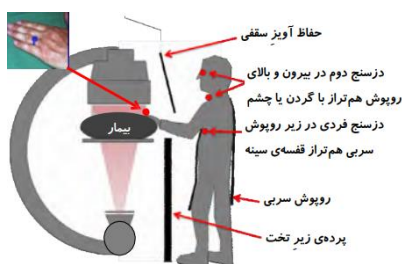 حفاظ آویز سقفی
دزسنج دوم در بیرون و بالای
روپوش هم‌تراز با گردن یا چشم
دزسنج فردی در زیر روپوش
سربی هم‌تراز قفسه‌ی سینه
بیمار
روپوش سربی
پرده‌ی زیر تخت